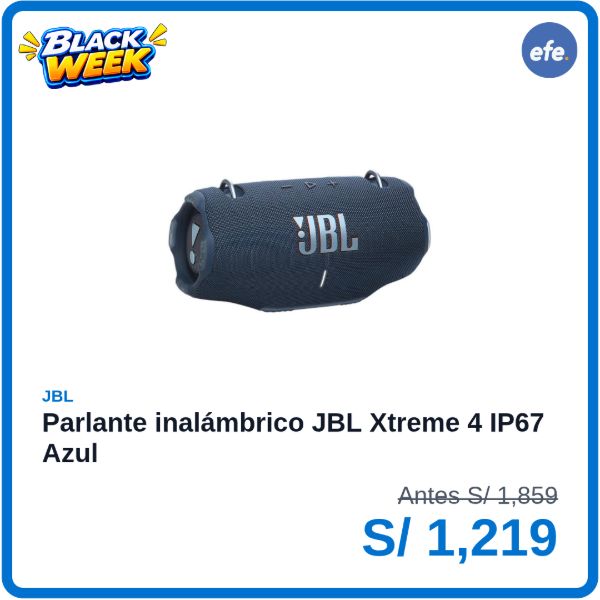 BLACK
WEEK
efe.
JBL
JBL
Parlante inalámbrico JBL Xtreme 4 IP67
Azul
Antes S/ 1,859
S/ 1,219